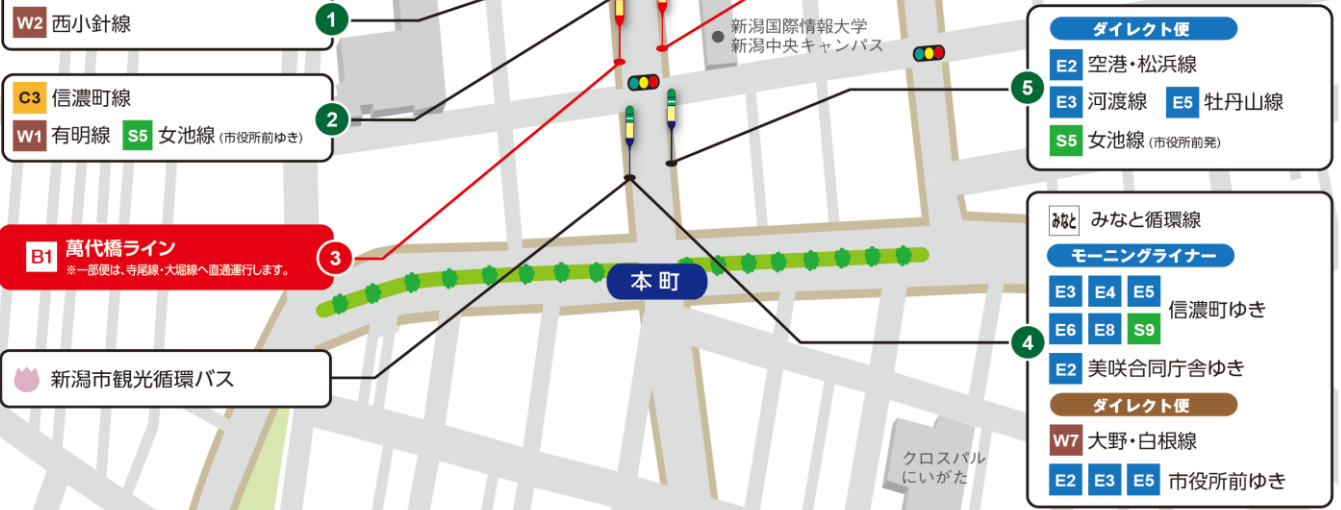 W2 西小針線
1
C3 信濃町線
W1 有明線 S5 女池線 (市役所前ゆき)
2
B1 萬代橋ライン
※一部便は、寺尾線・大堀線へ直通運行します。
3
新潟市観光循環バス
新潟国際情報大学
新潟中央キャンパス
本町
クロスパル
にいがた
5
ダイレクト便
E2 空港・松浜線
E3 河渡線 E5 牡丹山線
S5 女池線 (市役所前発)
4
みなと みなと循環線
モーニングライナー
E3 E4 E5
信濃町ゆき
E6 E8 S9
E2 美咲合同庁舎ゆき
ダイレクト便
W7 大野・白根線
E2 E3 E5 市役所前ゆき